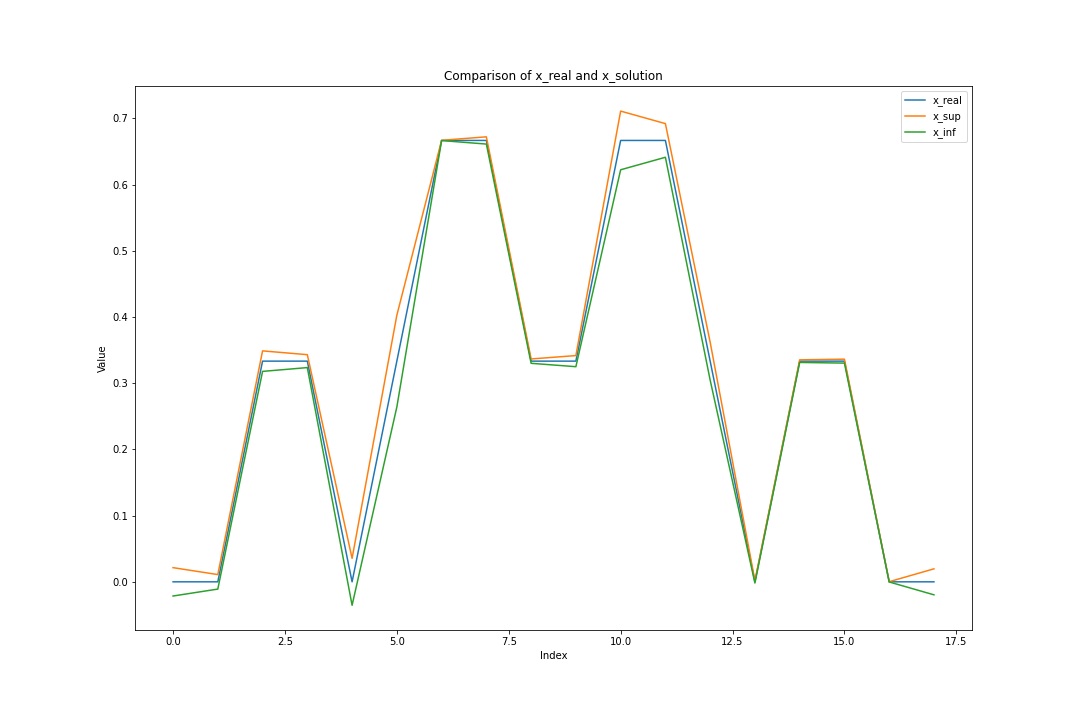 Comparison of x_real and x_solution
x_real
x_sup
x_inf
0.7
0.6
0.5
0.4
0.3
0.2
0.1
0.0
Value
0.0 2.5 5.0 7.5 10.0 12.5 15.0 17.5
Index